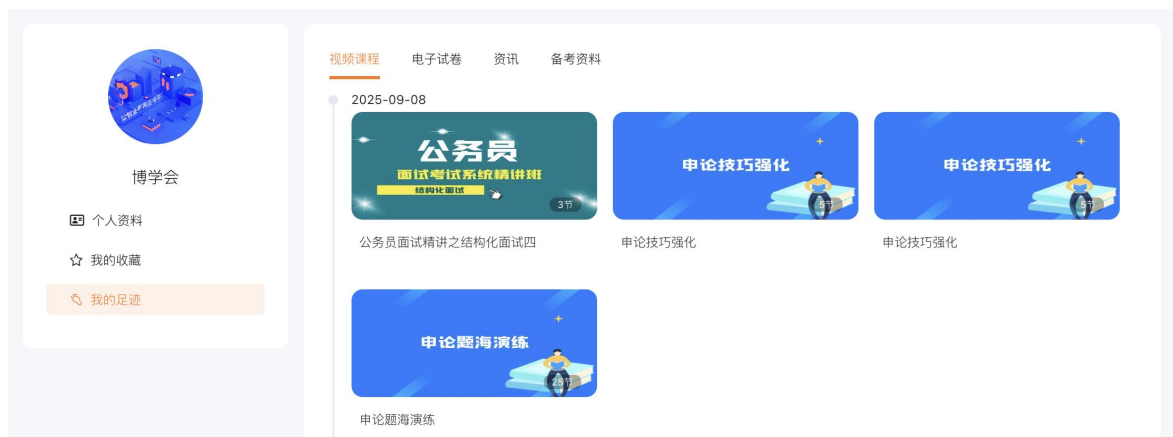 博学会
个人资料
我的收藏
我的足迹
视频课程 电子试卷 资讯 备考资料
2025-09-08
公务员
面试考试系统精讲班
结构化面试
3节
申论技巧强化
5节
申论技巧强化
5节
公务员面试精讲之结构化面试四
申论技巧强化
申论技巧强化
申论题海演练
25节
申论题海演练